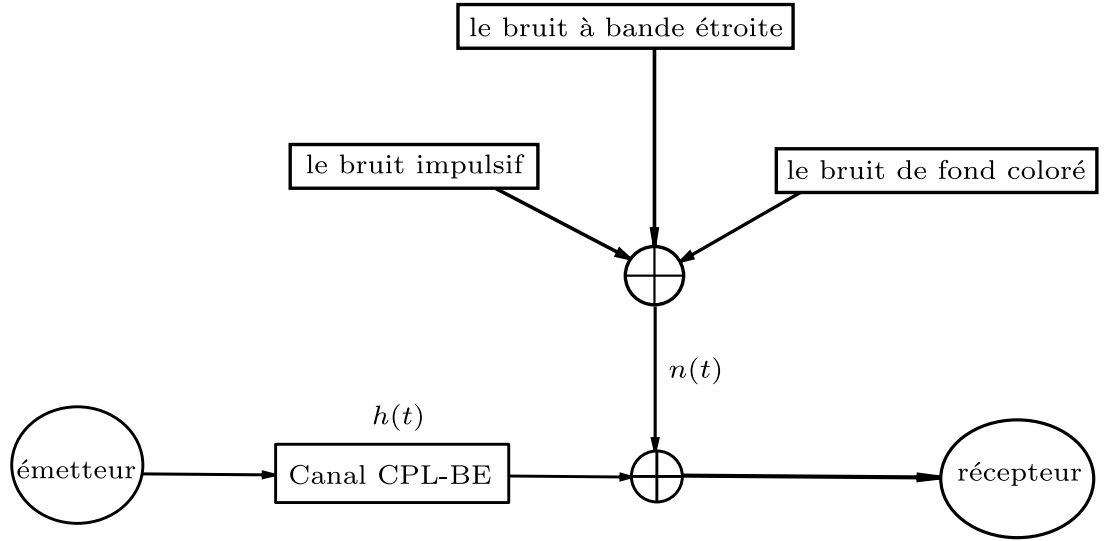 le bruit à bande étroite
le bruit impulsif
le bruit de fond coloré
n(t)
h(t)
émetteur
Canal CPL-BE
récepteur